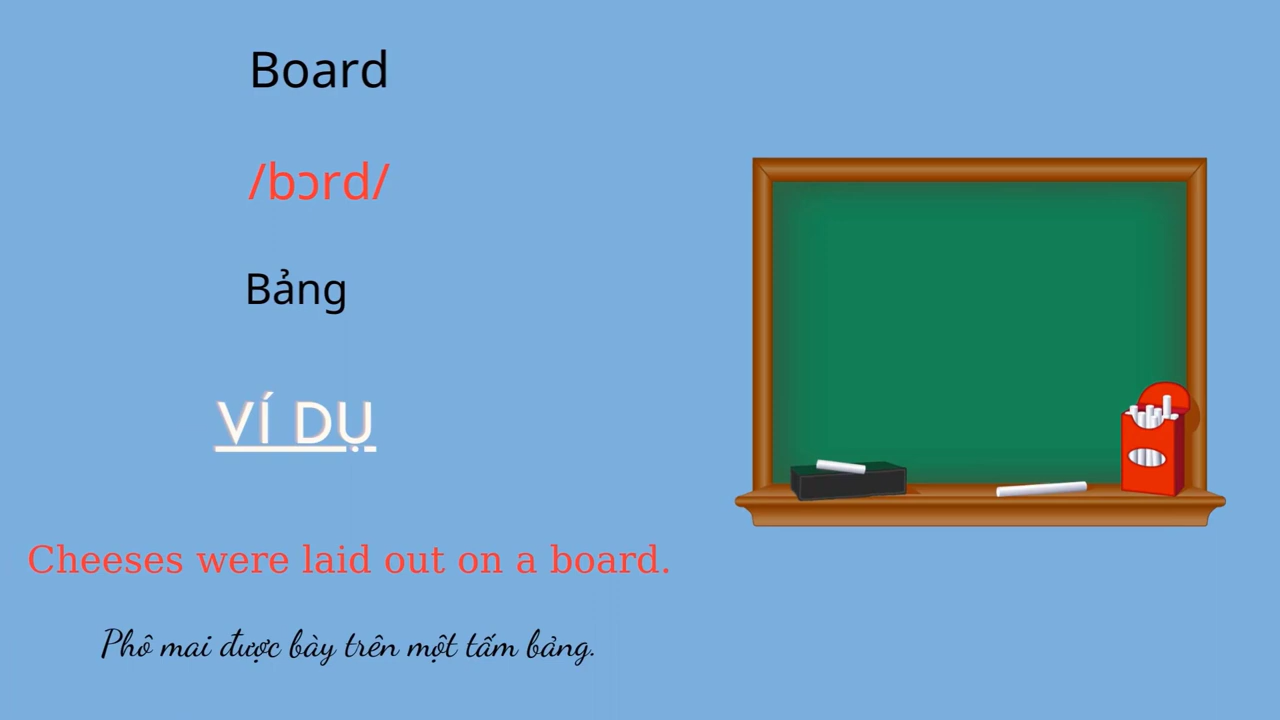 Board
/bɔrd/
Bảng
VÍ DỤ
Cheeses were laid out on a board.
Phô mai được bày trên một tấm bảng.